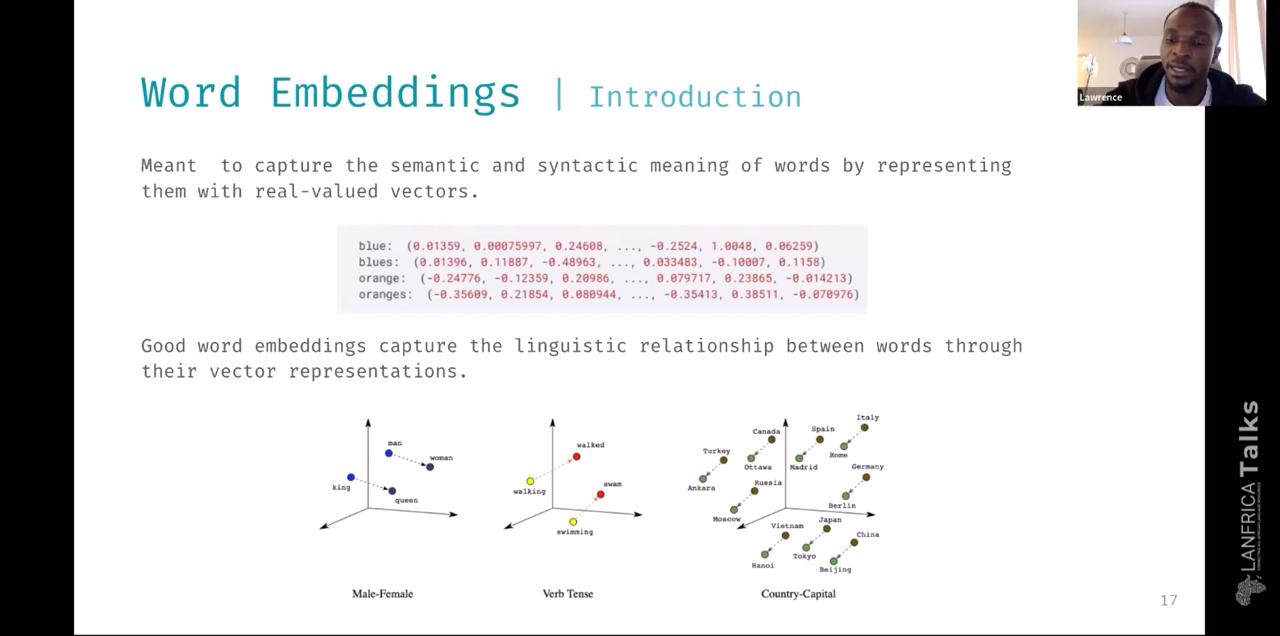 Word Embeddings | Introduction
Lawrence
Meant to capture the semantic and syntactic meaning of words by representing
them with real-valued vectors.
blue: (0.01359, 0.00075997, 0.24608, ..., -0.2524, 1.0048, 0.06259)
blues: (0.01396, 0.11887, -0.48963, ..., 0.033483, -0.10007, 0.1158)
orange: (-0.24776, -0.12359, 0.20986, ..., 0.079717, 0.23865, -0.014213)
oranges: (-0.35609, 0.21854, 0.080944, ..., -0.35413, 0.38511, -0.070976)
Good word embeddings capture the linguistic relationship between words through
their vector representations.
man
woman
king
queen
Male-Female
walked
walking
swam
swimming
Verb Tense
Italy
Canada
Spain
Rome
Turkey
Ottawa
Madrid
Germany
Ankara
Russia
Berlin
Moscow
Japan
Vietnam
China
Tokyo
Hanoi
Beijing
Country-Capital
LANFRICA Talks
17